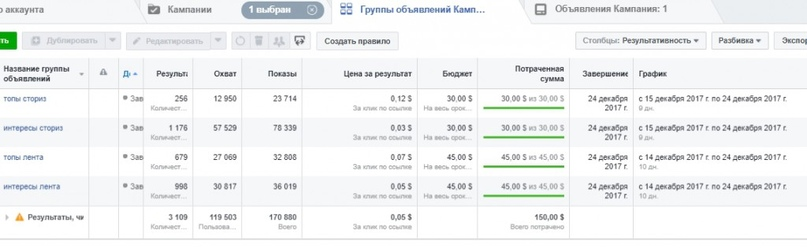 о аккаунта Кампании 1 выбран Группы объявлений Камп... Объявления Кампания: 1
ть Дублировать Редактировать Создать правило Столбцы: Результативность Разбивка Экспор
Название группы объявлений Результа Охват Показы Цена за результат Бюджет Потраченная сумма Завершение График
топы сториз Зав 256 12 950 23 714 0,12 $ 30,00 $ 30,00 $ из 30,00 $ 24 декабря 2017 г. с 15 декабря 2017 г. по 24 декабря 2017 г.
Количест... За клик по ссылке На весь срок... 9 дн.
интересы сториз Зав 1 176 57 529 78 339 0,03 $ 30,00 $ 30,00 $ из 30,00 $ 24 декабря 2017 г. с 15 декабря 2017 г. по 24 декабря 2017 г.
Количест... За клик по ссылке На весь срок... 9 дн.
топы лента Зав 679 27 069 32 808 0,07 $ 45,00 $ 45,00 $ из 45,00 $ 24 декабря 2017 г. с 14 декабря 2017 г. по 24 декабря 2017 г.
Количест... За клик по ссылке На весь срок... 10 дн.
интересы лента Зав 998 30 817 36 019 0,05 $ 45,00 $ 45,00 $ из 45,00 $ 24 декабря 2017 г. с 14 декабря 2017 г. по 24 декабря 2017 г.
Количест... За клик по ссылке На весь срок... 10 дн.
Результаты, чи 3 109 119 503 170 880 0,05 $ 150,00 $
Количест... Пользова... Всего За клик по ссылке Всего потрачено